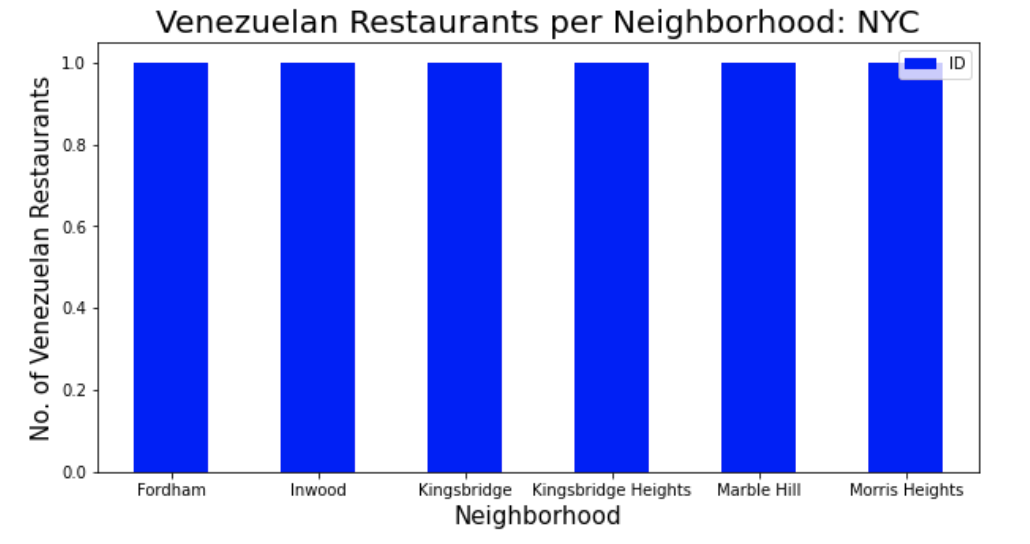 Venezuelan Restaurants per Neighborhood: NYC
ID
No. of Venezuelan Restaurants
1.0
0.8
0.6
0.4
0.2
0.0
Fordham Inwood Kingsbridge Kingsbridge Heights Marble Hill Morris Heights
Neighborhood